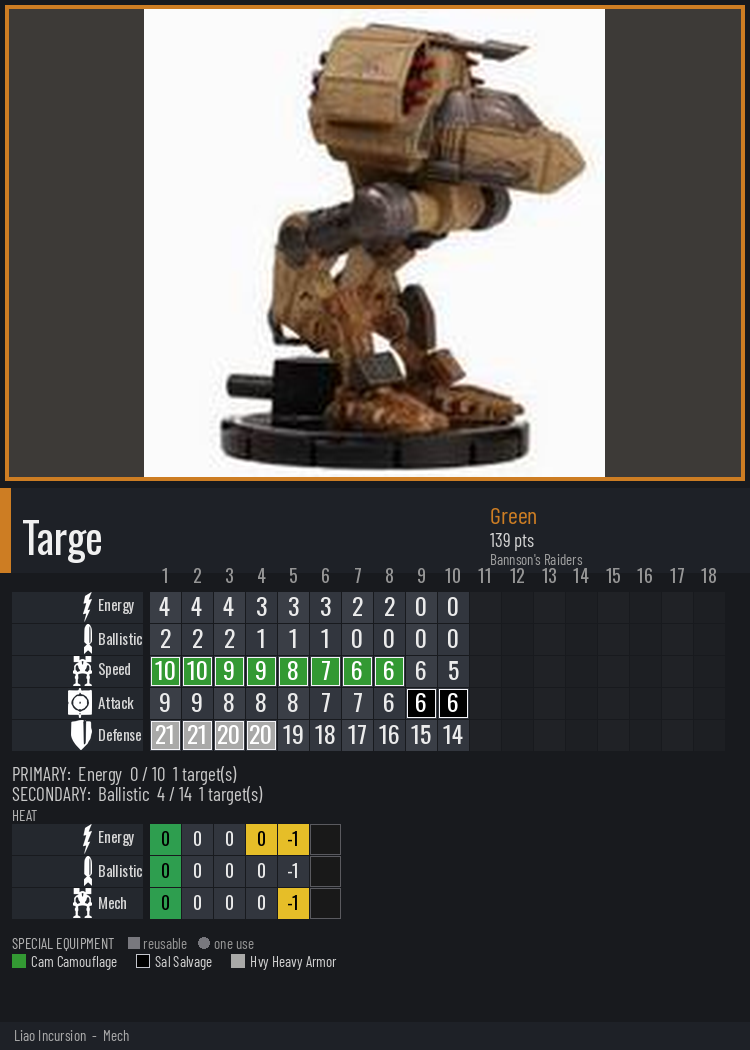 Targe
Green
139 pts
Bannson's Raiders
1 2 3 4 5 6 7 8 9 10 11 12 13 14 15 16 17 18
Energy 4 4 4 3 3 3 2 2 0 0
Ballistic 2 2 2 1 1 1 0 0 0 0
Speed 10 10 9 9 8 7 6 6 6 5
Attack 9 9 8 8 8 7 7 6 6 6
Defense 21 21 20 20 19 18 17 16 15 14
PRIMARY: Energy 0 / 10 1 target(s)
SECONDARY: Ballistic 4 / 14 1 target(s)
HEAT
Energy 0 0 0 0 -1
Ballistic 0 0 0 0 -1
Mech 0 0 0 0 -1
SPECIAL EQUIPMENT reusable one use
Cam Camouflage Sal Salvage Hvy Heavy Armor
Liao Incursion - Mech